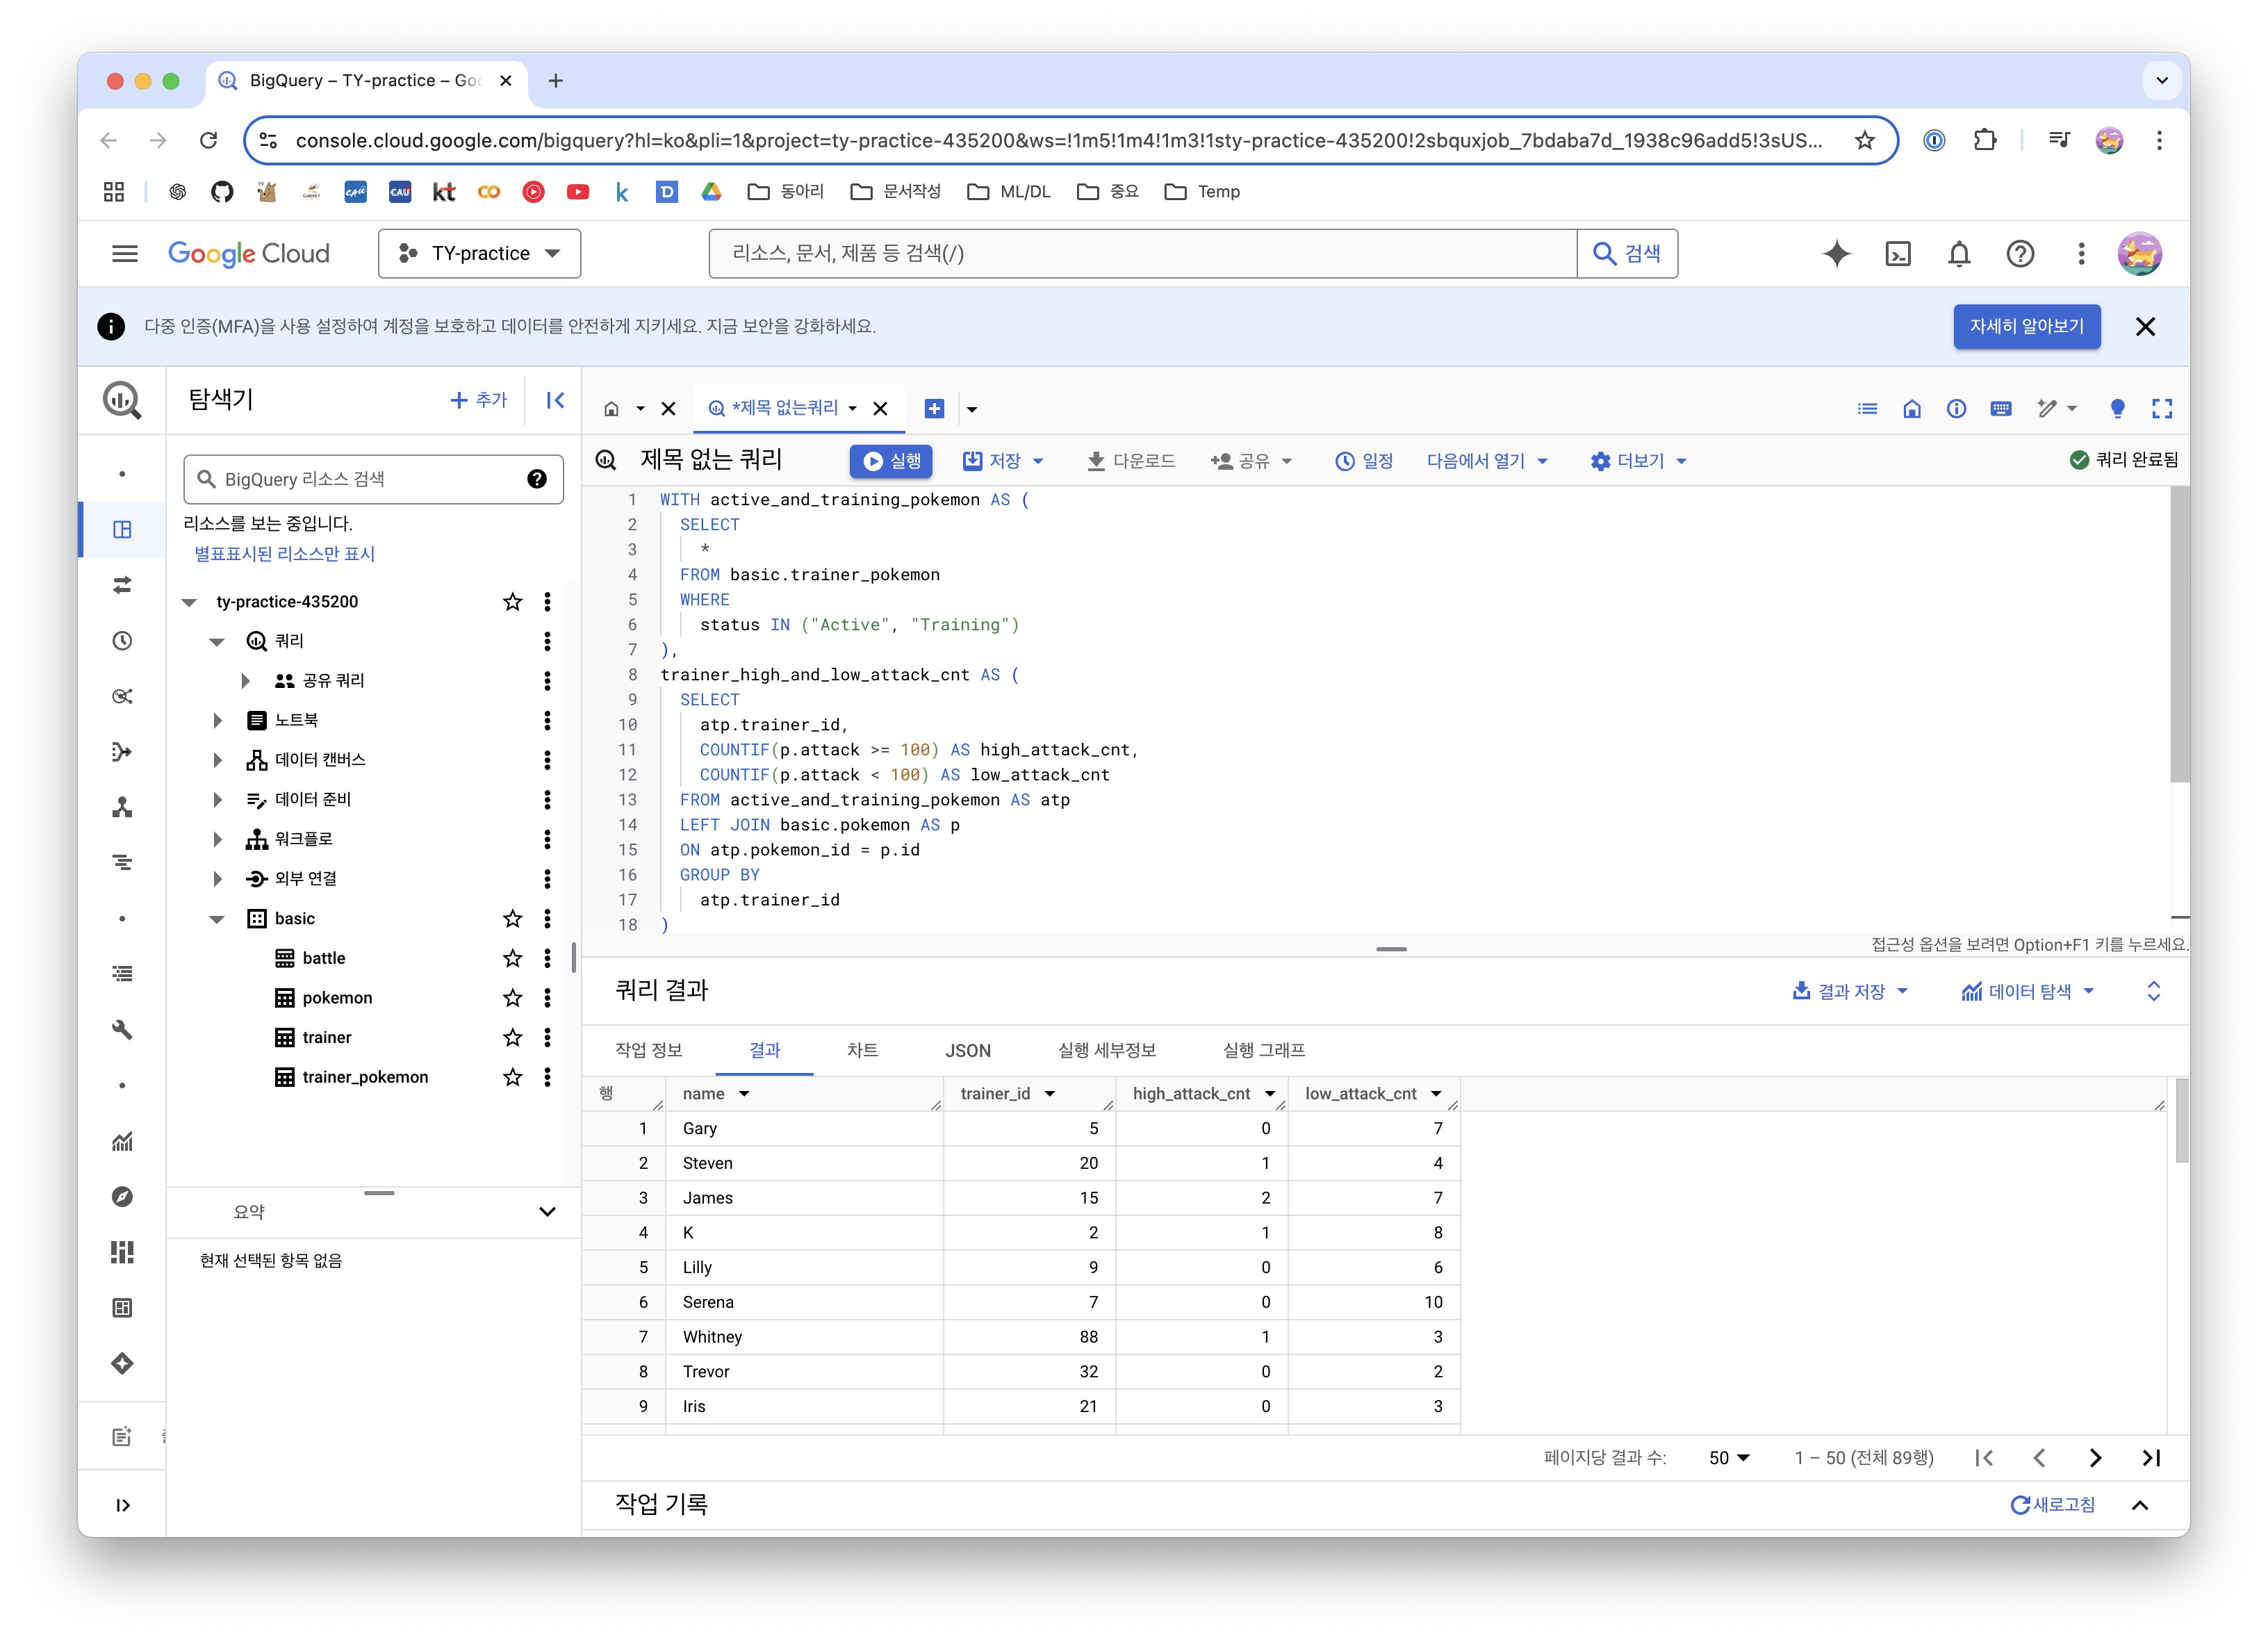 BigQuery – TY-practice – Goo
console.cloud.google.com/bigquery?hl=ko&pli=1&project=ty-practice-435200&ws=!1m5!1m4!1m3!1sty-practice-435200!2sbquxjob_7bdaba7d_1938c96add5!3sUS...
CAU
CAU
kt
k
D
동아리
문서작성
ML/DL
중요
Temp
Google Cloud
TY-practice
리소스, 문서, 제품 등 검색(/)
검색
다중 인증(MFA)을 사용 설정하여 계정을 보호하고 데이터를 안전하게 지키세요. 지금 보안을 강화하세요.
자세히 알아보기
탐색기
추가
*제목 없는쿼리
BigQuery 리소스 검색
리소스를 보는 중입니다.
별표표시된 리소스만 표시
ty-practice-435200
쿼리
공유 쿼리
노트북
데이터 캔버스
데이터 준비
워크플로
외부 연결
basic
battle
pokemon
trainer
trainer_pokemon
요약
현재 선택된 항목 없음
제목 없는 쿼리
실행
저장
다운로드
공유
일정
다음에서 열기
더보기
쿼리 완료됨
1 WITH active_and_training_pokemon AS (
2 SELECT
3 *
4 FROM basic.trainer_pokemon
5 WHERE
6 status IN ("Active", "Training")
7 ),
8 trainer_high_and_low_attack_cnt AS (
9 SELECT
10 atp.trainer_id,
11 COUNTIF(p.attack >= 100) AS high_attack_cnt,
12 COUNTIF(p.attack < 100) AS low_attack_cnt
13 FROM active_and_training_pokemon AS atp
14 LEFT JOIN basic.pokemon AS p
15 ON atp.pokemon_id = p.id
16 GROUP BY
17 atp.trainer_id
18 )
접근성 옵션을 보려면 Option+F1 키를 누르세요.
쿼리 결과
결과 저장
데이터 탐색
작업 정보
결과
차트
JSON
실행 세부정보
실행 그래프
행 name trainer_id high_attack_cnt low_attack_cnt
1 Gary 5 0 7
2 Steven 20 1 4
3 James 15 2 7
4 K 2 1 8
5 Lilly 9 0 6
6 Serena 7 0 10
7 Whitney 88 1 3
8 Trevor 32 0 2
9 Iris 21 0 3
페이지당 결과 수: 50 1 – 50 (전체 89행)
작업 기록
새로고침